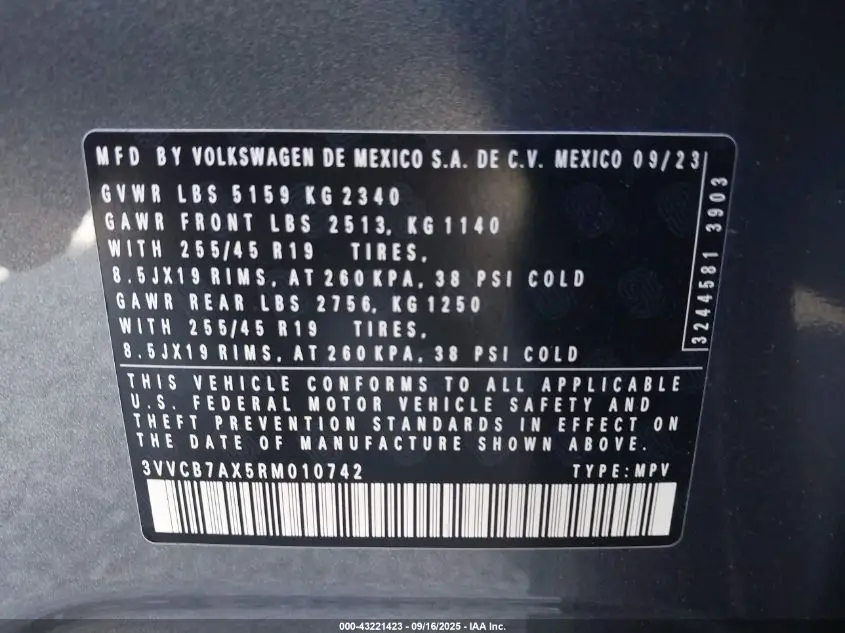 MFD BY VOLKSWAGEN DE MEXICO S.A. DE C.V. MEXICO 09/23
GVWR LBS 5159 KG 2340
GAWR FRONT LBS 2513, KG 1140
WITH 255/45 R19 TIRES,
8.5JX19 RIMS, AT 260 KPA, 38 PSI COLD
GAWR REAR LBS 2756, KG 1250
WITH 255/45 R19 TIRES,
8.5JX19 RIMS, AT 260 KPA, 38 PSI COLD
3244581 3903
THIS VEHICLE CONFORMS TO ALL APPLICABLE
U.S. FEDERAL MOTOR VEHICLE SAFETY AND
THEFT PREVENTION STANDARDS IN EFFECT ON
THE DATE OF MANUFACTURE SHOWN ABOVE.
3VVCB7AX5RM010742 TYPE: MPV
000-43221423 - 09/16/2025 - IAA Inc.